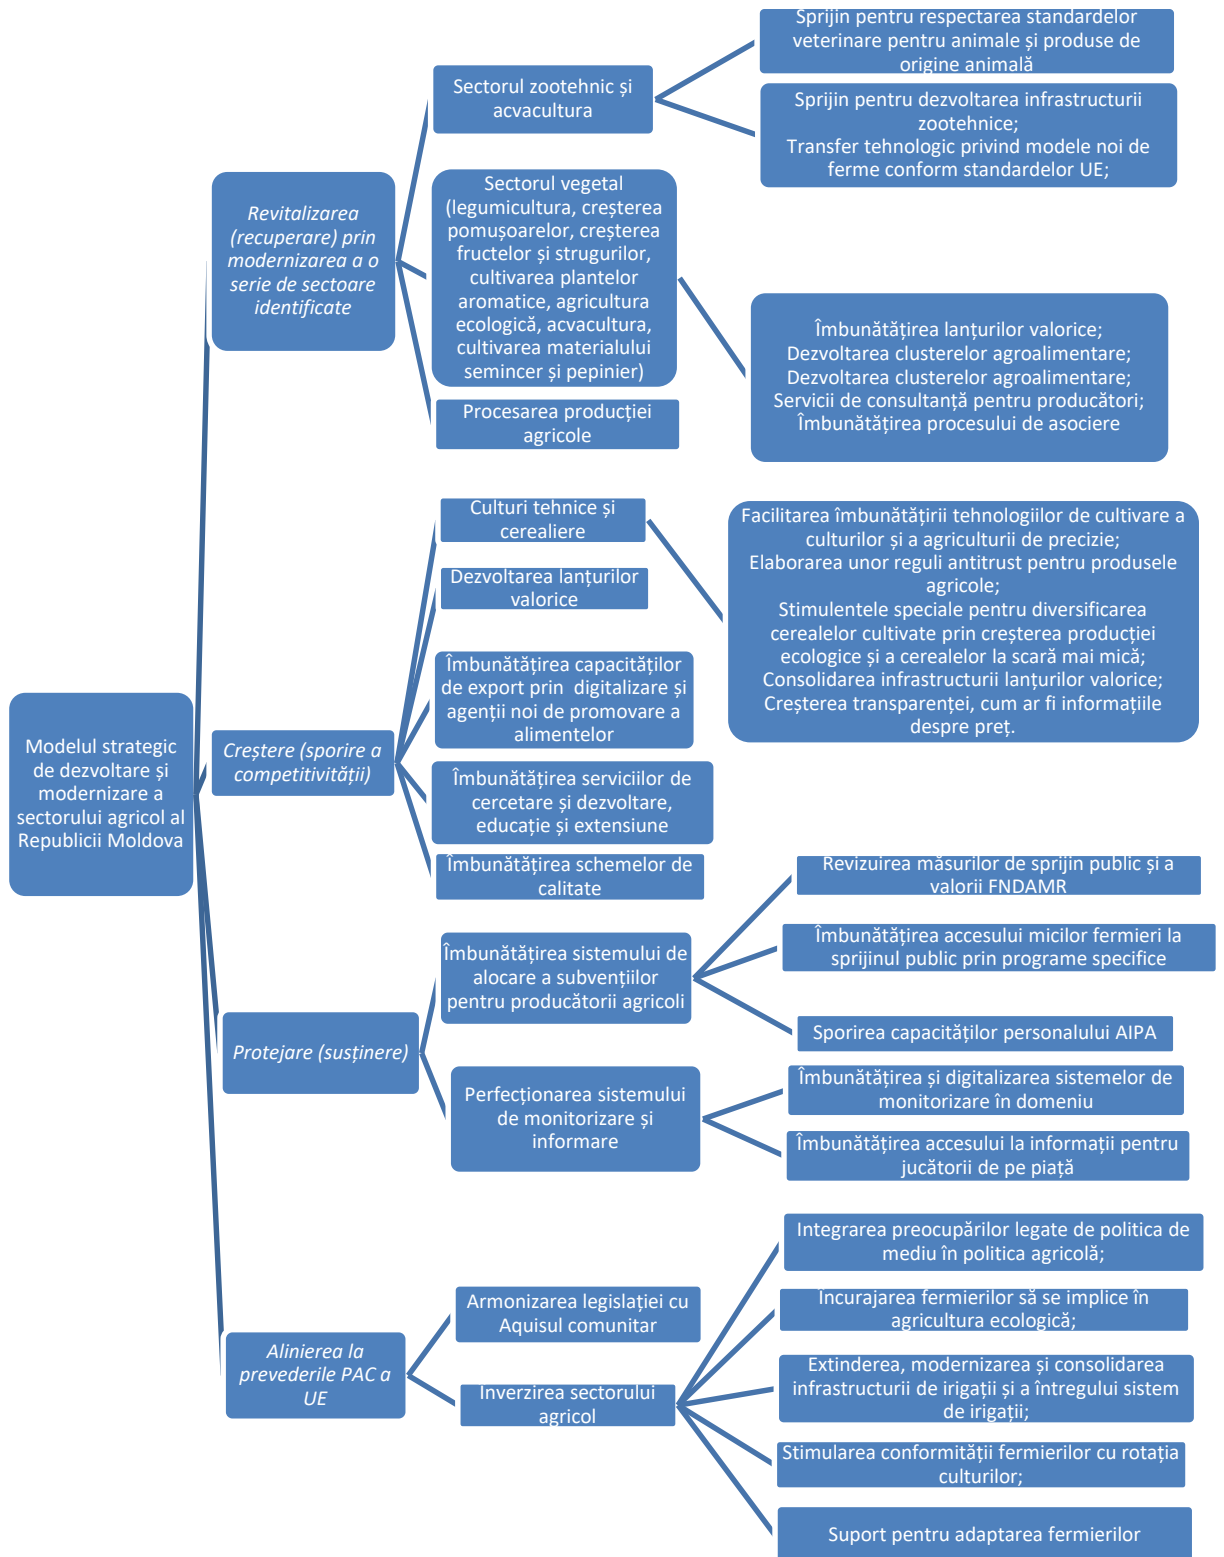 Modelul strategic
de dezvoltare și
modernizare a
sectorului agricol al
Republicii Moldova
Revitalizarea
(recuperare) prin
modernizarea a o
serie de sectoare
identificate
Sectorul zootehnic și
acvacultura
Sprijin pentru respectarea standardelor
veterinare pentru animale și produse de
origine animală
Sprijin pentru dezvoltarea infrastructurii
zootehnice;
Transfer tehnologic privind modele noi de
ferme conform standardelor UE;
Sectorul vegetal
(legumicultura, creșterea
pomușoarelor, creșterea
fructelor și strugurilor,
cultivarea plantelor
aromatice, agricultura
ecologică, acvacultura,
cultivarea materialului
semincer și pepinier)
Îmbunătățirea lanțurilor valorice;
Dezvoltarea clusterelor agroalimentare;
Dezvoltarea clusterelor agroalimentare;
Servicii de consultanță pentru producători;
Îmbunătățirea procesului de asociere
Procesarea producției
agricole
Creștere (sporire a
competitivității)
Culturi tehnice și
cerealiere
Facilitarea îmbunătățirii tehnologiilor de cultivare a
culturilor și a agriculturii de precizie;
Elaborarea unor reguli antitrust pentru produsele
agricole;
Stimulentele speciale pentru diversificarea
cerealelor cultivate prin creșterea producției
ecologice și a cerealelor la scară mai mică;
Consolidarea infrastructurii lanțurilor valorice;
Creșterea transparenței, cum ar fi informațiile
despre preț.
Dezvoltarea lanțurilor
valorice
Îmbunătățirea capacităților
de export prin  digitalizare și
agenții noi de promovare a
alimentelor
Îmbunătățirea serviciilor de
cercetare și dezvoltare,
educație și extensiune
Îmbunătățirea schemelor de
calitate
Protejare (susținere)
Îmbunătățirea sistemului de
alocare a subvențiilor
pentru producătorii agricoli
Revizuirea măsurilor de sprijin public și a
valorii FNDAMR
Îmbunătățirea accesului micilor fermieri la
sprijinul public prin programe specifice
Sporirea capacităților personalului AIPA
Perfecționarea sistemului
de monitorizare și
informare
Îmbunătățirea și digitalizarea sistemelor de
monitorizare în domeniu
Îmbunătățirea accesului la informații pentru
jucătorii de pe piață
Alinierea la
prevederile PAC a
UE
Armonizarea legislației cu
Aquisul comunitar
Inverzirea sectorului
agricol
Integrarea preocupărilor legate de politica de
mediu în politica agricolă;
Încurajarea fermierilor să se implice în
agricultura ecologică;
Extinderea, modernizarea și consolidarea
infrastructurii de irigații și a întregului sistem
de irigații;
Stimularea conformității fermierilor cu rotația
culturilor;
Suport pentru adaptarea fermierilor